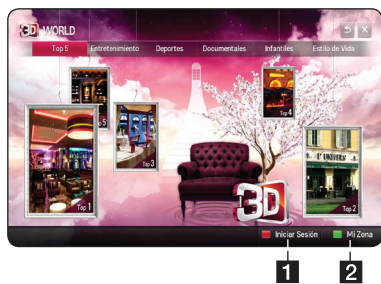 3D WORLD
Top 5 Entretenimiento Deportes Documentales Infantiles Estilo de Vida
Top 5
Top 4
Top 3
L' UNIVERS
Top 1
3D
Top 2
Iniciar Sesión Mi Zona
1 2